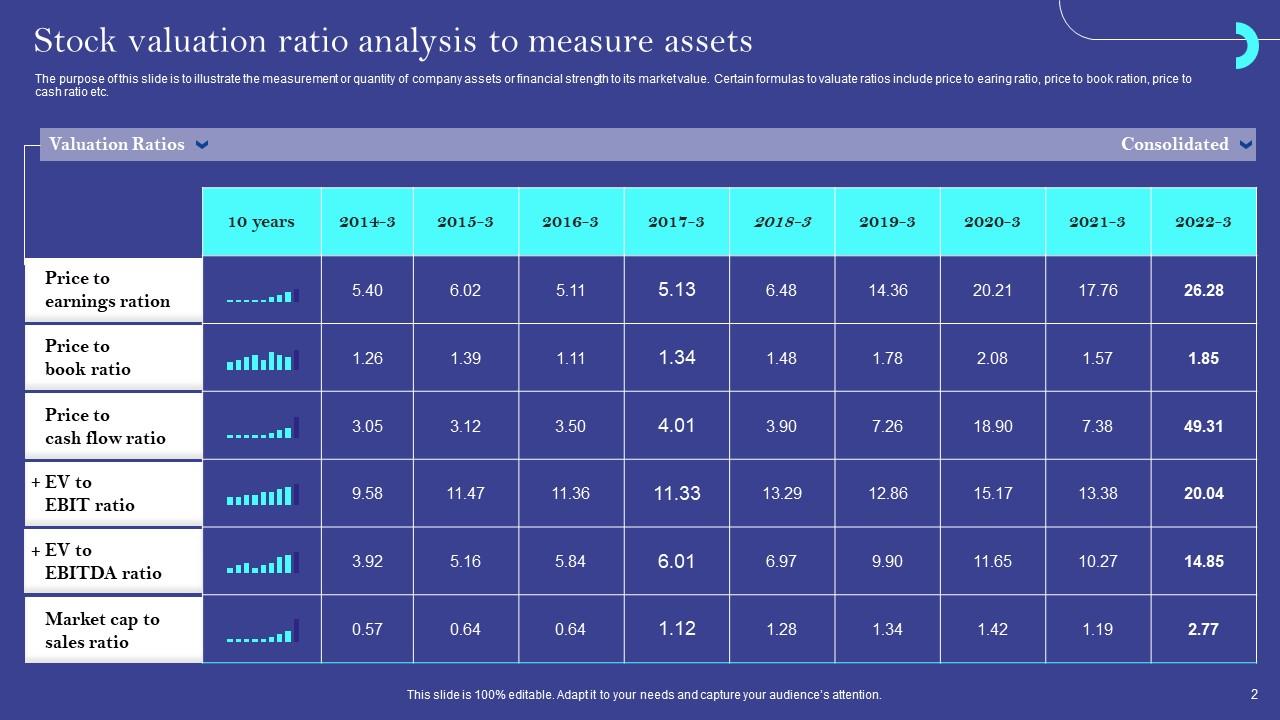 Stock valuation ratio analysis to measure assets
The purpose of this slide is to illustrate the measurement or quantity of company assets or financial strength to its market value. Certain formulas to valuate ratios include price to earing ratio, price to book ration, price to
cash ratio etc.
Valuation Ratios Consolidated
10 years 2014-3 2015-3 2016-3 2017-3 2018-3 2019-3 2020-3 2021-3 2022-3
Price to
earnings ration
5.40 6.02 5.11 5.13 6.48 14.36 20.21 17.76 26.28
Price to
book ratio
1.26 1.39 1.11 1.34 1.48 1.78 2.08 1.57 1.85
Price to
cash flow ratio
3.05 3.12 3.50 4.01 3.90 7.26 18.90 7.38 49.31
+ EV to
EBIT ratio
9.58 11.47 11.36 11.33 13.29 12.86 15.17 13.38 20.04
+ EV to
EBITDA ratio
3.92 5.16 5.84 6.01 6.97 9.90 11.65 10.27 14.85
Market cap to
sales ratio
0.57 0.64 0.64 1.12 1.28 1.34 1.42 1.19 2.77
This slide is 100% editable. Adapt it to your needs and capture your audience's attention.
2